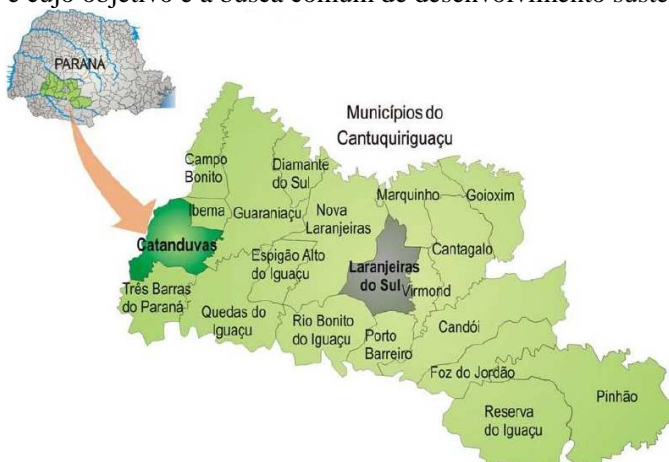 e cujo objetivo é a busca comum de desenvolvimento
PARANÁ
Municípios do
Cantuquiriguaçu
Campo
Bonito
Diamante
do Sul
Marquinho
Goioxim
Ibema
Guaraniaçu
Nova
Laranjeiras
Catanduvas
Espigão Alto
do Iguaçu
Laranjeiras
do Sul
Cantagalo
Virmond
Três Barras
do Paraná
Quedas do
Iguaçu
Rio Bonito
do Iguaçu
Porto
Barreiro
Candói
Foz do Jordão
Pinhão
Reserva
do Iguaçu